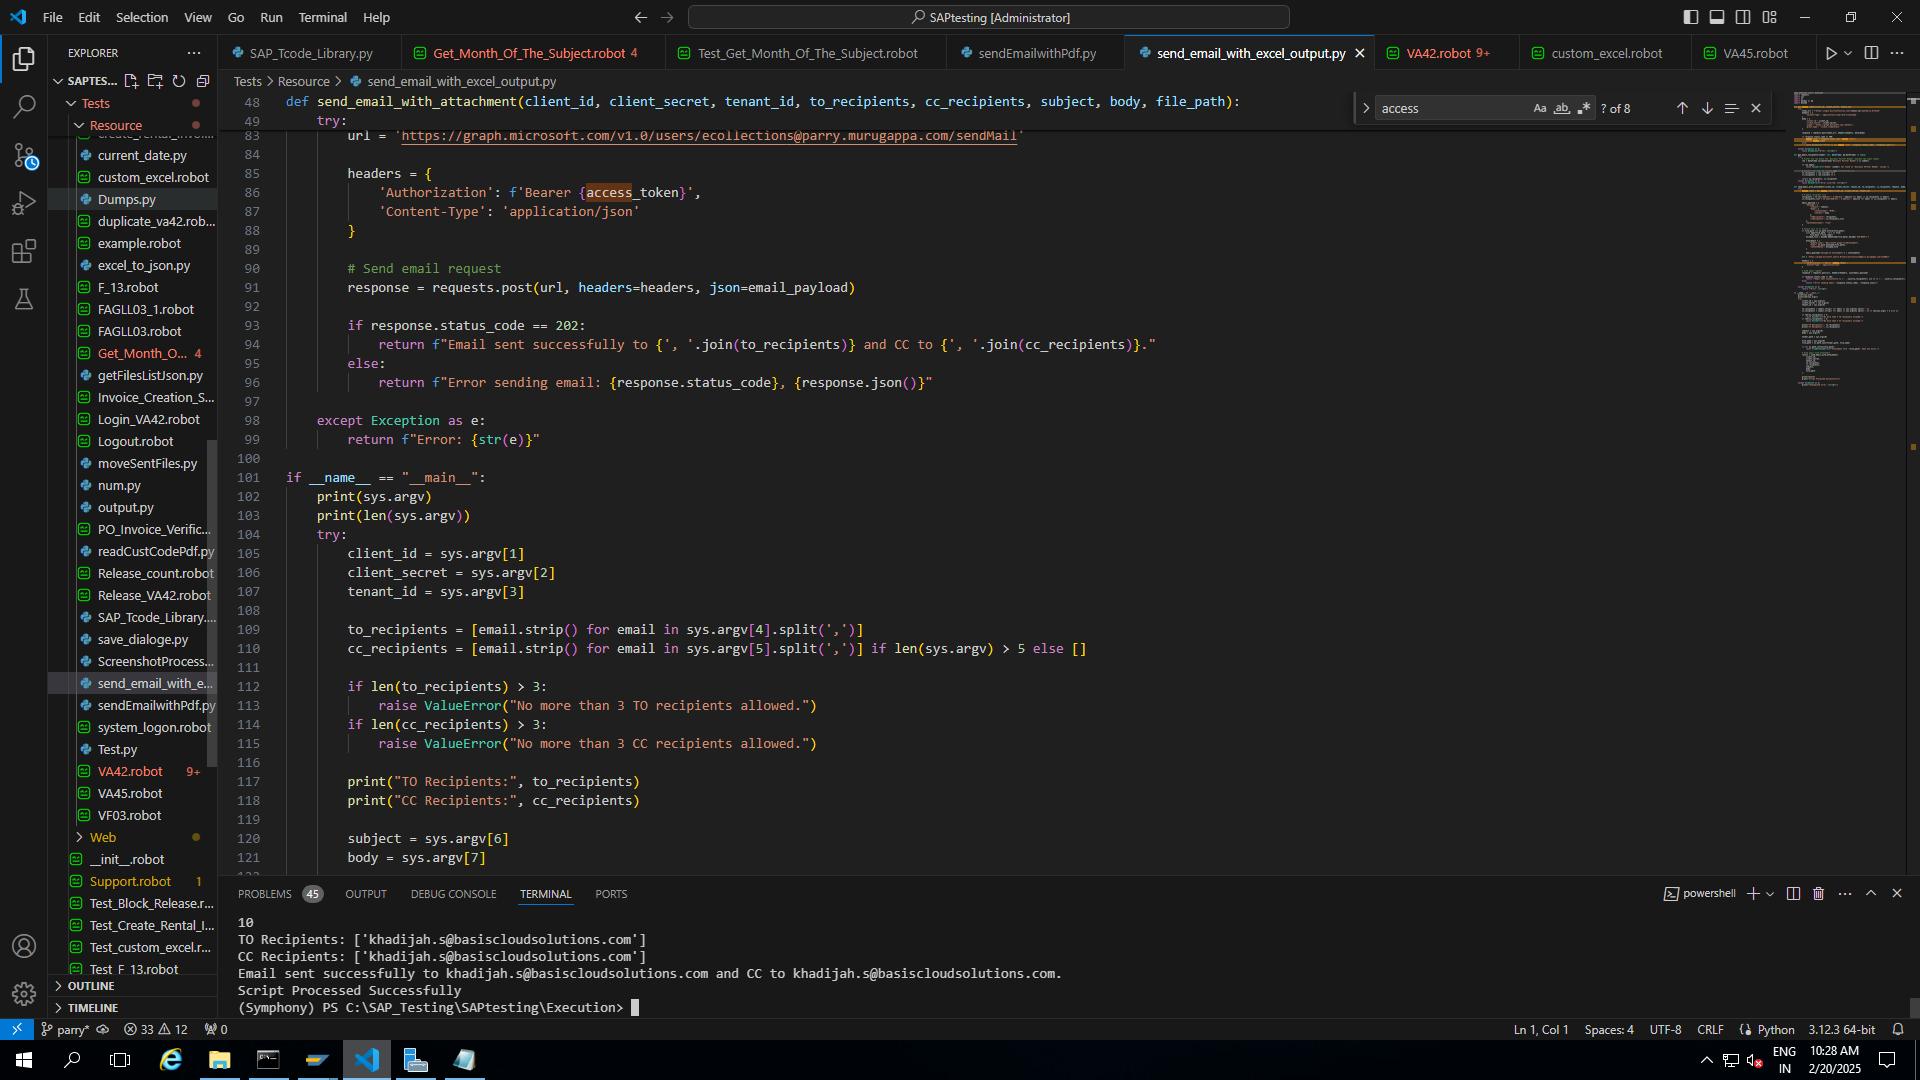 File Edit Selection View Go Run Terminal Help
SAPtesting [Administrator]
EXPLORER
SAP_Tcode_Library.py
Get_Month_Of_The_Subject.robot 4
Test_Get_Month_Of_The_Subject.robot
sendEmailwithPdf.py
send_email_with_excel_output.py
VA42.robot 9+
custom_excel.robot
VA45.robot
SAPTES...
Tests > Resource > send_email_with_excel_output.py
Tests
Resource
current_date.py
custom_excel.robot
Dumps.py
duplicate_va42.rob...
example.robot
excel_to_json.py
F_13.robot
FAGLL03_1.robot
FAGLL03.robot
Get_Month_O... 4
getFilesListJson.py
Invoice_Creation_S...
Login_VA42.robot
Logout.robot
moveSentFiles.py
num.py
output.py
PO_Invoice_Verific...
readCustCodePdf.py
Release_count.robot
Release_VA42.robot
SAP_Tcode_Library....
save_dialoge.py
ScreenshotProcess...
send_email_with_e...
sendEmailwithPdf.py
system_logon.robot
Test.py
VA42.robot 9+
VA45.robot
VF03.robot
Web
__init__.robot
Support.robot 1
Test_Block_Release.r...
Test_Create_Rental_I...
Test_custom_excel.r...
Test_F_13.robot
OUTLINE
TIMELINE
access
Aa ab ? of 8
48 def send_email_with_attachment(client_id, client_secret, tenant_id, to_recipients, cc_recipients, subject, body, file_path):
49 try:
83 url = 'https://graph.microsoft.com/v1.0/users/ecollections@parry.murugappa.com/sendMail'
84
85 headers = {
86 'Authorization': f'Bearer {access_token}',
87 'Content-Type': 'application/json'
88 }
89
90 # Send email request
91 response = requests.post(url, headers=headers, json=email_payload)
92
93 if response.status_code == 202:
94 return f"Email sent successfully to {', '.join(to_recipients)} and CC to {', '.join(cc_recipients)}."
95 else:
96 return f"Error sending email: {response.status_code}, {response.json()}"
97
98 except Exception as e:
99 return f"Error: {str(e)}"
100
101 if __name__ == "__main__":
102 print(sys.argv)
103 print(len(sys.argv))
104 try:
105 client_id = sys.argv[1]
106 client_secret = sys.argv[2]
107 tenant_id = sys.argv[3]
108
109 to_recipients = [email.strip() for email in sys.argv[4].split(',')]
110 cc_recipients = [email.strip() for email in sys.argv[5].split(',')] if len(sys.argv) > 5 else []
111
112 if len(to_recipients) > 3:
113 raise ValueError("No more than 3 TO recipients allowed.")
114 if len(cc_recipients) > 3:
115 raise ValueError("No more than 3 CC recipients allowed.")
116
117 print("TO Recipients:", to_recipients)
118 print("CC Recipients:", cc_recipients)
119
120 subject = sys.argv[6]
121 body = sys.argv[7]
PROBLEMS 45 OUTPUT DEBUG CONSOLE TERMINAL PORTS
powershell
10
TO Recipients: ['khadijah.s@basiscloudsolutions.com']
CC Recipients: ['khadijah.s@basiscloudsolutions.com']
Email sent successfully to khadijah.s@basiscloudsolutions.com and CC to khadijah.s@basiscloudsolutions.com.
Script Processed Successfully
(Symphony) PS C:\SAP_Testing\SAPtesting\Execution>
parry* 33 12 0
Ln 1, Col 1 Spaces: 4 UTF-8 CRLF Python 3.12.3 64-bit
ENG
IN
10:28 AM
2/20/2025